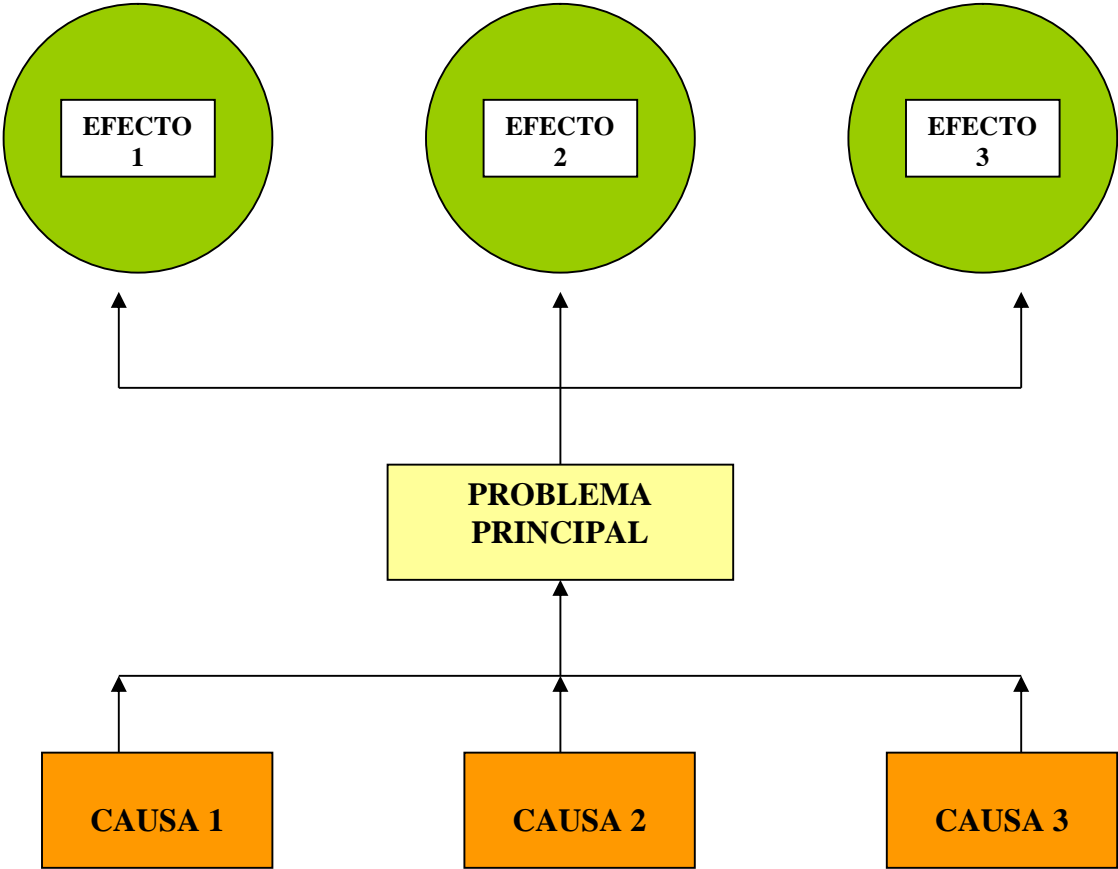 EFECTO
1
EFECTO
2
EFECTO
3
PROBLEMA
PRINCIPAL
CAUSA 1
CAUSA 2
CAUSA 3